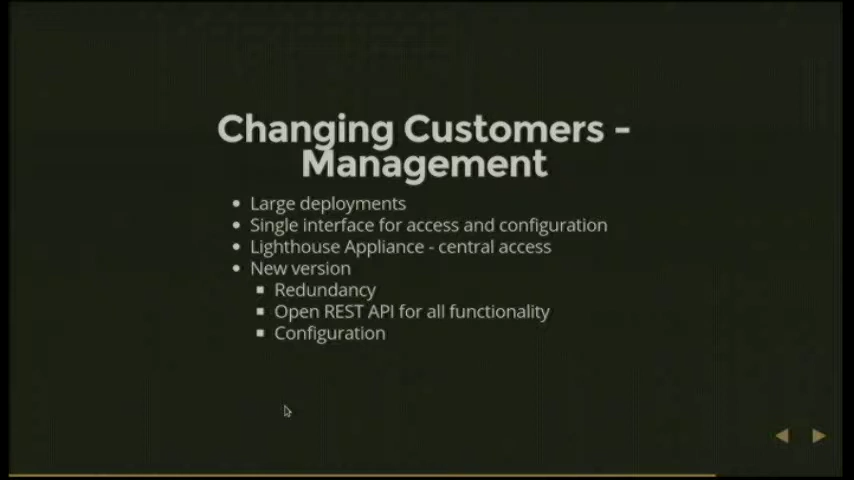 Changing Customers -
Management
Large deployments
Single interface for access and configuration
Lighthouse Appliance - central access
New version
Redundancy
Open REST API for all functionality
Configuration